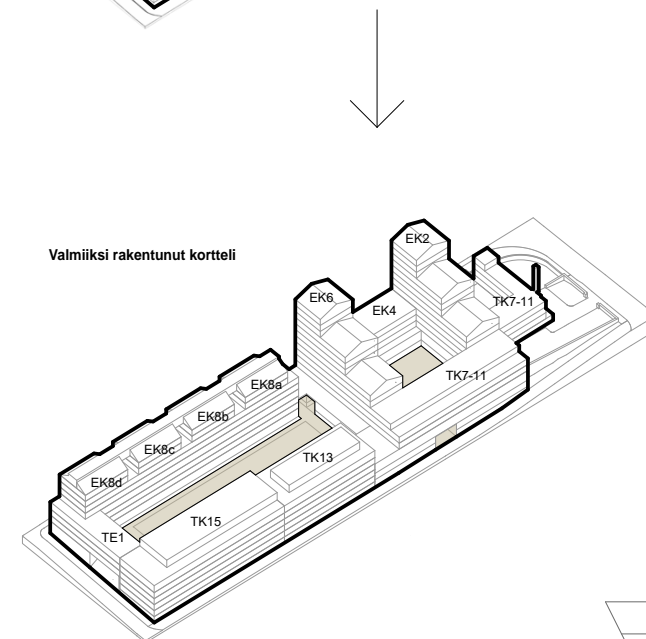 Valmiiksi rakentunut kortteli
EK2
EK6
EK4
TK7-11
TK7-11
EK8a
EK8b
EK8c
EK8d
TK13
TK15
TE1